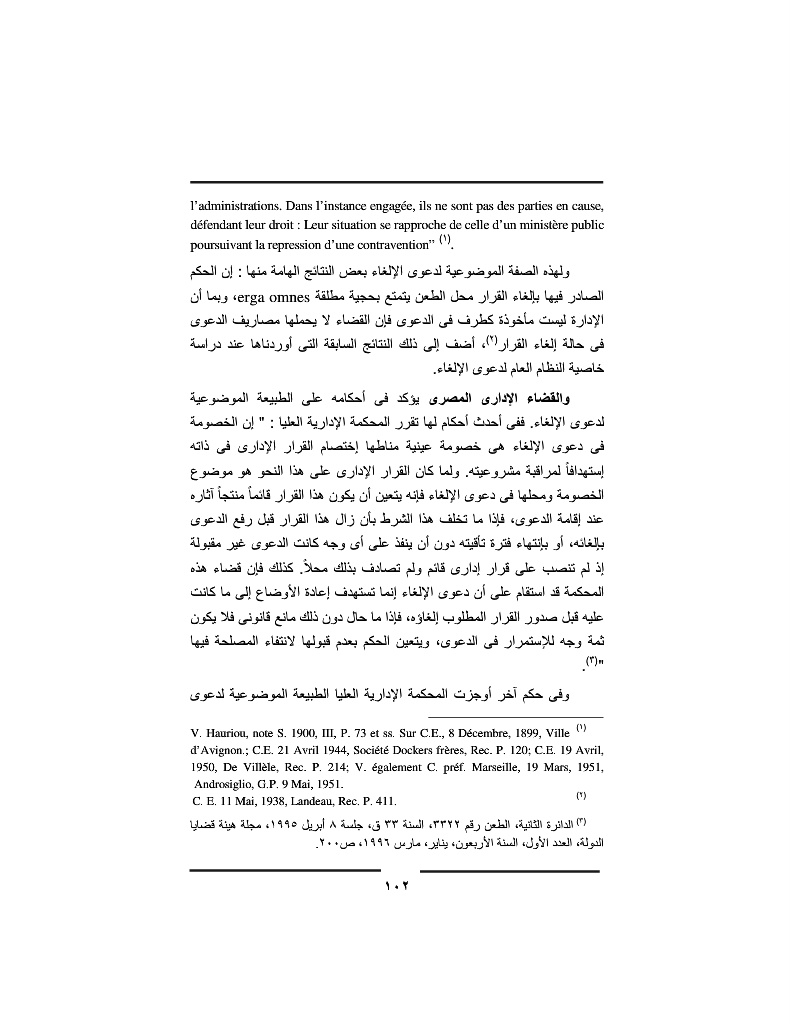 l’administrations. Dans l’instance engagée, ils ne sont pas des parties en cause,
défendant leur droit : Leur situation se rapproche de celle d’un ministère public
poursuivant la repression d’une contravention” (١).
ولهذه الصفة الموضوعية لدعوى الإلغاء بعض النتائج الهامة منها : إن الحكم
الصادر فيها بإلغاء القرار محل الطعن يتمتع بحجية مطلقة erga omnes، وبما أن
الإدارة ليست مأخوذة كطرف فى الدعوى فإن القضاء لا يحملها مصاريف الدعوى
فى حالة إلغاء القرار(٢)، أضف إلى ذلك النتائج السابقة التى أوردناها عند دراسة
خاصية النظام العام لدعوى الإلغاء.
والقضاء الإدارى المصرى يؤكد فى أحكامه على الطبيعة الموضوعية
لدعوى الإلغاء. ففى أحدث أحكام لها تقرر المحكمة الإدارية العليا : " إن الخصومة
فى دعوى الإلغاء هى خصومة عينية مناطها إختصام القرار الإدارى فى ذاته
إستهدافاً لمراقبة مشروعيته. ولما كان القرار الإدارى على هذا النحو هو موضوع
الخصومة ومحلها فى دعوى الإلغاء فإنه يتعين أن يكون هذا القرار قائماً منتجاً آثاره
عند إقامة الدعوى، فإذا ما تخلف هذا الشرط بأن زال هذا القرار قبل رفع الدعوى
بإلغائه، أو بإنتهاء فترة تأقيته دون أن ينفذ على أى وجه كانت الدعوى غير مقبولة
إذ لم تنصب على قرار إدارى قائم ولم تصادف بذلك محلاً. كذلك فإن قضاء هذه
المحكمة قد استقام على أن دعوى الإلغاء إنما تستهدف إعادة الأوضاع إلى ما كانت
عليه قبل صدور القرار المطلوب إلغاؤه، فإذا ما حال دون ذلك مانع قانونى فلا يكون
ثمة وجه للإستمرار فى الدعوى، ويتعين الحكم بعدم قبولها لانتفاء المصلحة فيها
"(٣).
وفى حكم آخر أوجزت المحكمة الإدارية العليا الطبيعة الموضوعية لدعوى
V. Hauriou, note S. 1900, III, P. 73 et ss. Sur C.E., 8 Décembre, 1899, Ville (١)
d’Avignon.; C.E. 21 Avril 1944, Société Dockers frères, Rec. P. 120; C.E. 19 Avril,
1950, De Villèle, Rec. P. 214; V. également C. préf. Marseille, 19 Mars, 1951,
Androsiglio, G.P. 9 Mai, 1951.
C. E. 11 Mai, 1938, Landeau, Rec. P. 411. (٢)
(٣) الدائرة الثانية، الطعن رقم ٣٣٢٢، السنة ٣٣ ق، جلسة ٨ أبريل ١٩٩٥، مجلة هيئة قضايا
الدولة، العدد الأول، السنة الأربعون، يناير، مارس ١٩٩٦، ص٢٠٠.
١٠٢